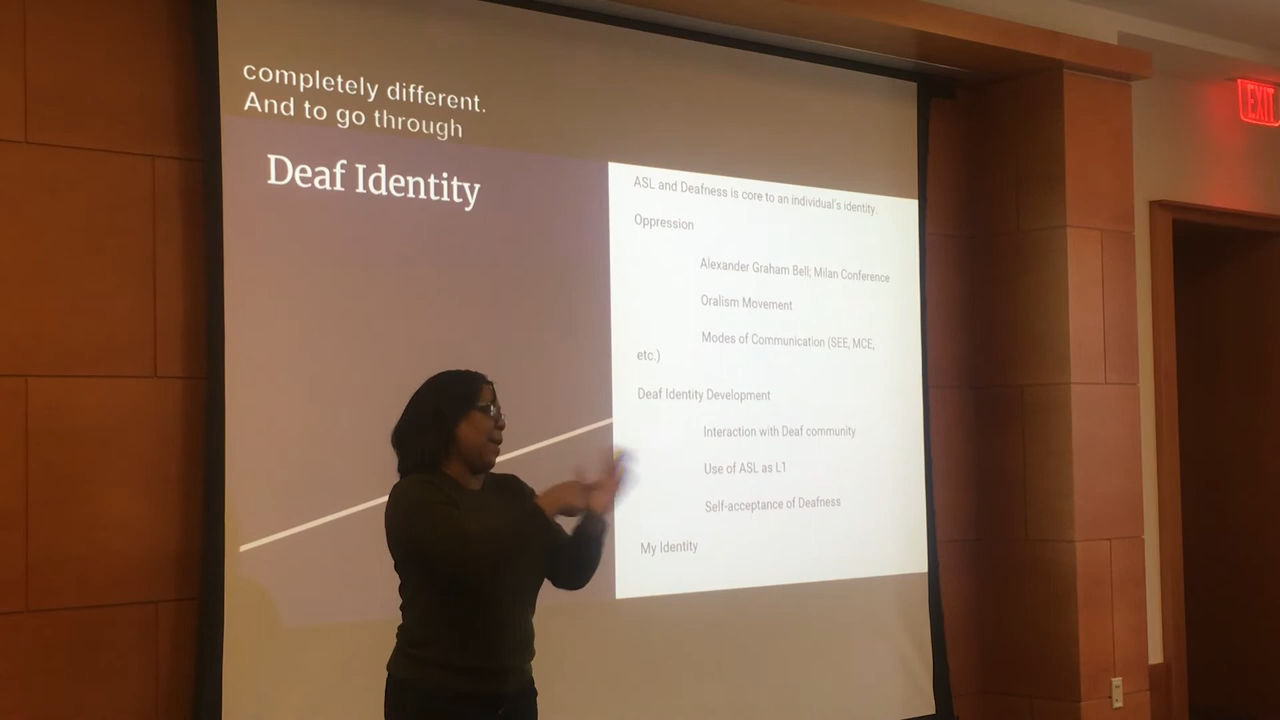 completely different.
And to go through
Deaf Identity
ASL and Deafness is core to an individual's identity.
Oppression
Alexander Graham Bell; Milan Conference
Oralism Movement
Modes of Communication (SEE, MCE,
etc.)
Deaf Identity Development
Interaction with Deaf community
Use of ASL as L1
Self-acceptance of Deafness
My Identity
EXIT